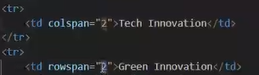 <tr>
<td colspan="2">Tech Innovation</td>
</tr>
<tr>
<td rowspan="2">Green Innovation</td>